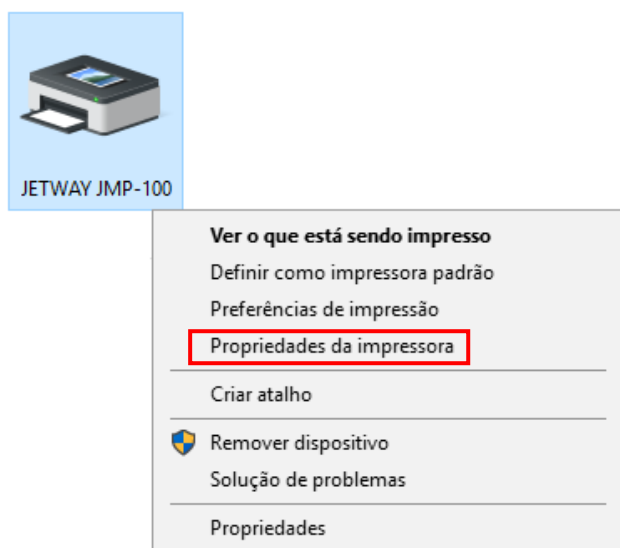 JETWAY JMP-100
Ver o que está sendo impresso
Definir como impressora padrão
Preferências de impressão
Propriedades da impressora
Criar atalho
Remover dispositivo
Solução de problemas
Propriedades